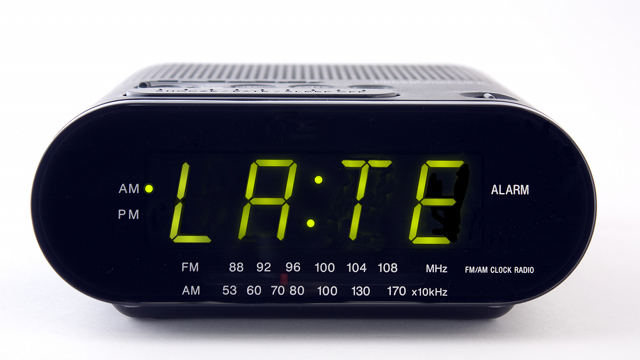 AM
LA:TE
ALARM
PM
FM 88 92 96 100 104 108 MHz FM/AM CLOCK RADIO
AM 53 60 70 80 100 130 170 x10kHz